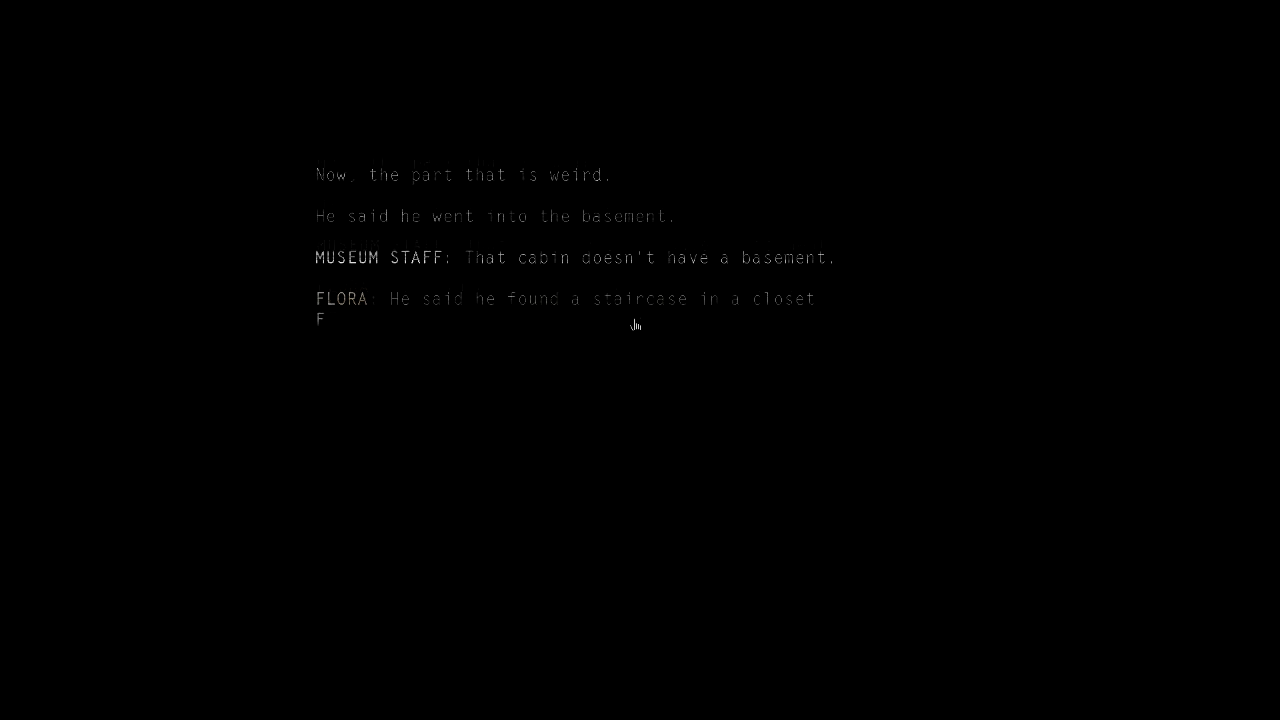 Now, the part that is weird.
He said he went into the basement.
MUSEUM STAFF: That cabin doesn't have a basement.
FLORA: He said he found a staircase in a closet
F